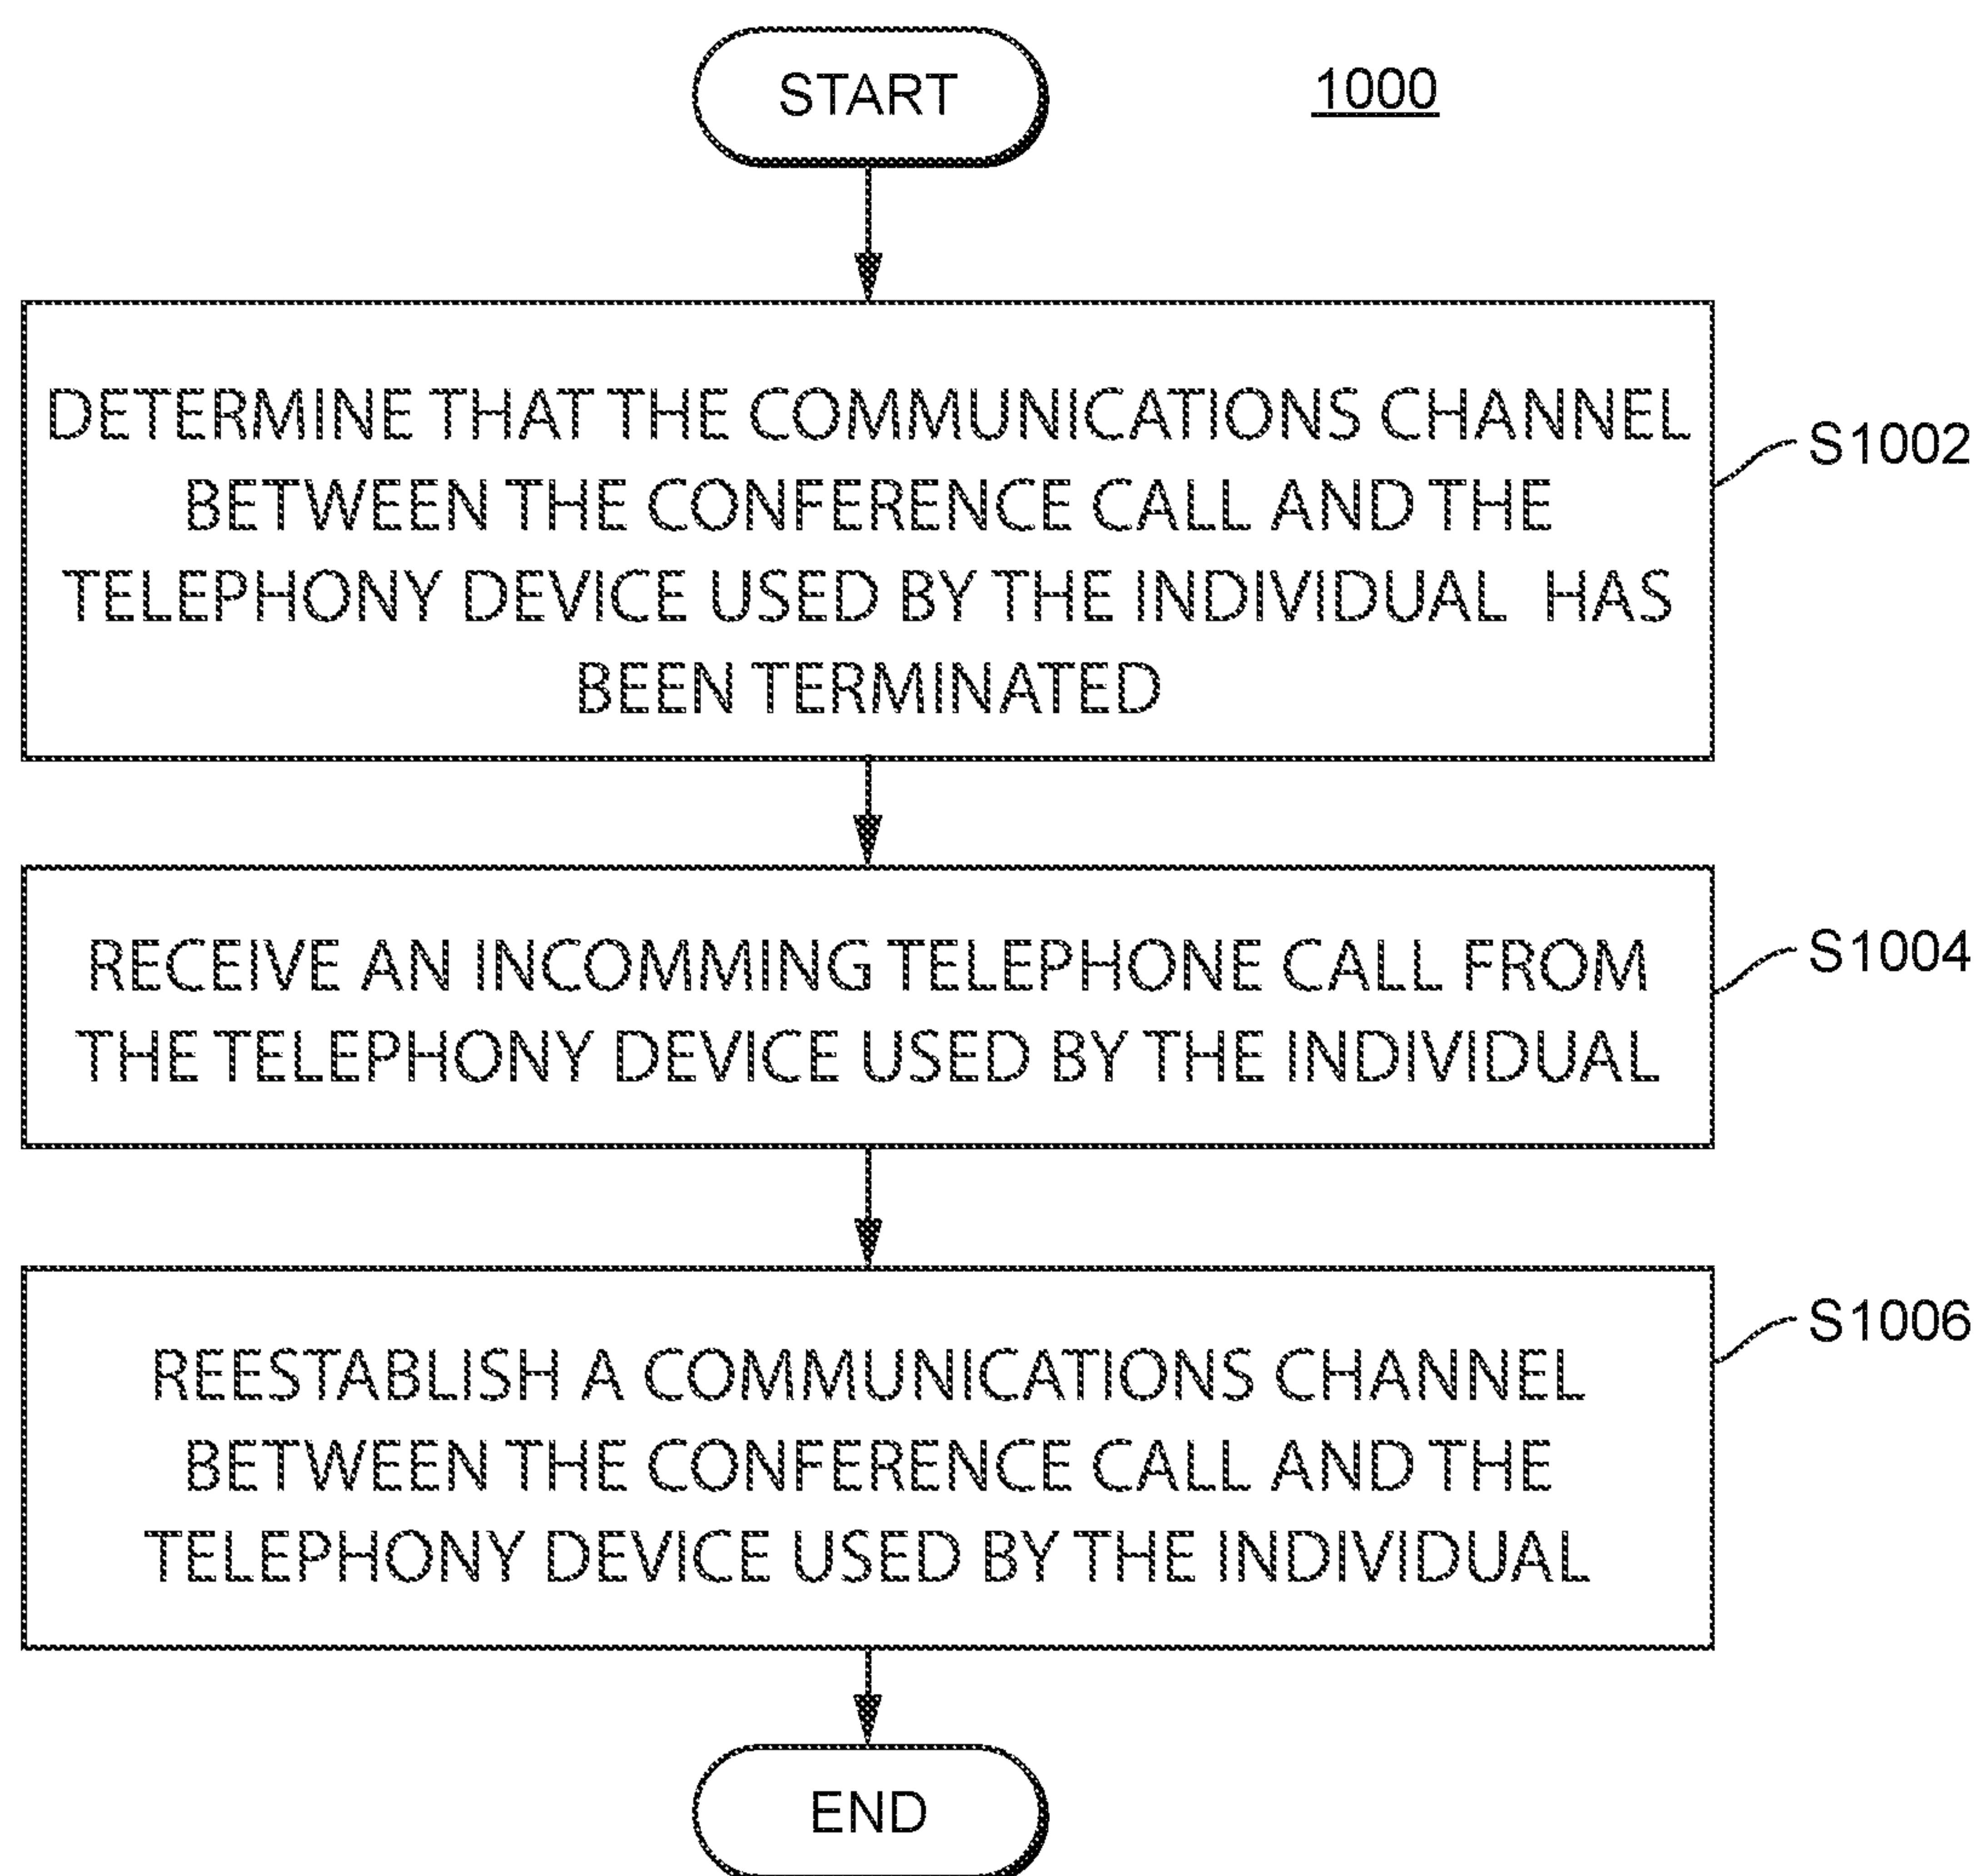 START
1000
DETERMINE THAT THE COMMUNICATIONS CHANNEL
BETWEEN THE CONFERENCE CALL AND THE
TELEPHONY DEVICE USED BY THE INDIVIDUAL HAS
BEEN TERMINATED
S1002
RECEIVE AN INCOMMING TELEPHONE CALL FROM
THE TELEPHONY DEVICE USED BY THE INDIVIDUAL
S1004
REESTABLISH A COMMUNICATIONS CHANNEL
BETWEEN THE CONFERENCE CALL AND THE
TELEPHONY DEVICE USED BY THE INDIVIDUAL
S1006
END